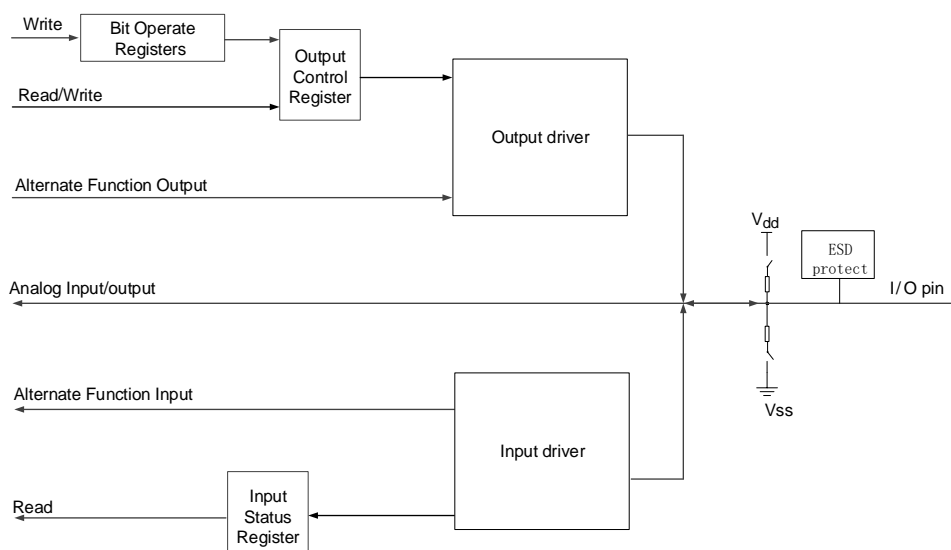 Write
Bit Operate
Registers
Output
Control
Register
Read/Write
Output driver
Alternate Function Output
Vdd
ESD
protect
Analog Input/output
I/O pin
Alternate Function Input
Vss
Input driver
Input
Status
Register
Read